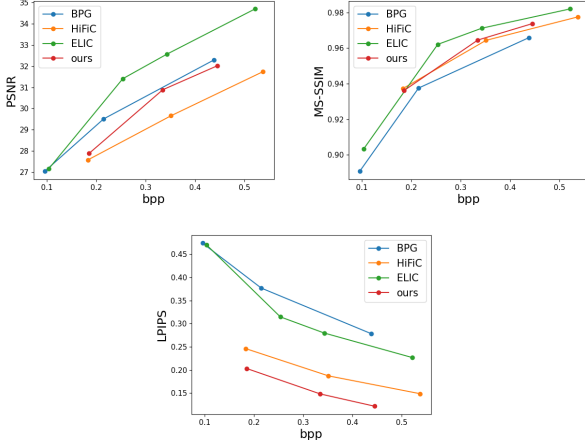 35
34
33
32
31
30
29
28
27
PSNR
BPG
HiFiC
ELIC
ours
0.1
0.2
0.3
0.4
0.5
bpp
0.98
0.96
0.94
0.92
0.90
MS-SSIM
BPG
HiFiC
ELIC
ours
0.1
0.2
0.3
0.4
0.5
bpp
0.45
0.40
0.35
0.30
0.25
0.20
0.15
LPIPS
BPG
HiFiC
ELIC
ours
0.1
0.2
0.3
0.4
0.5
bpp